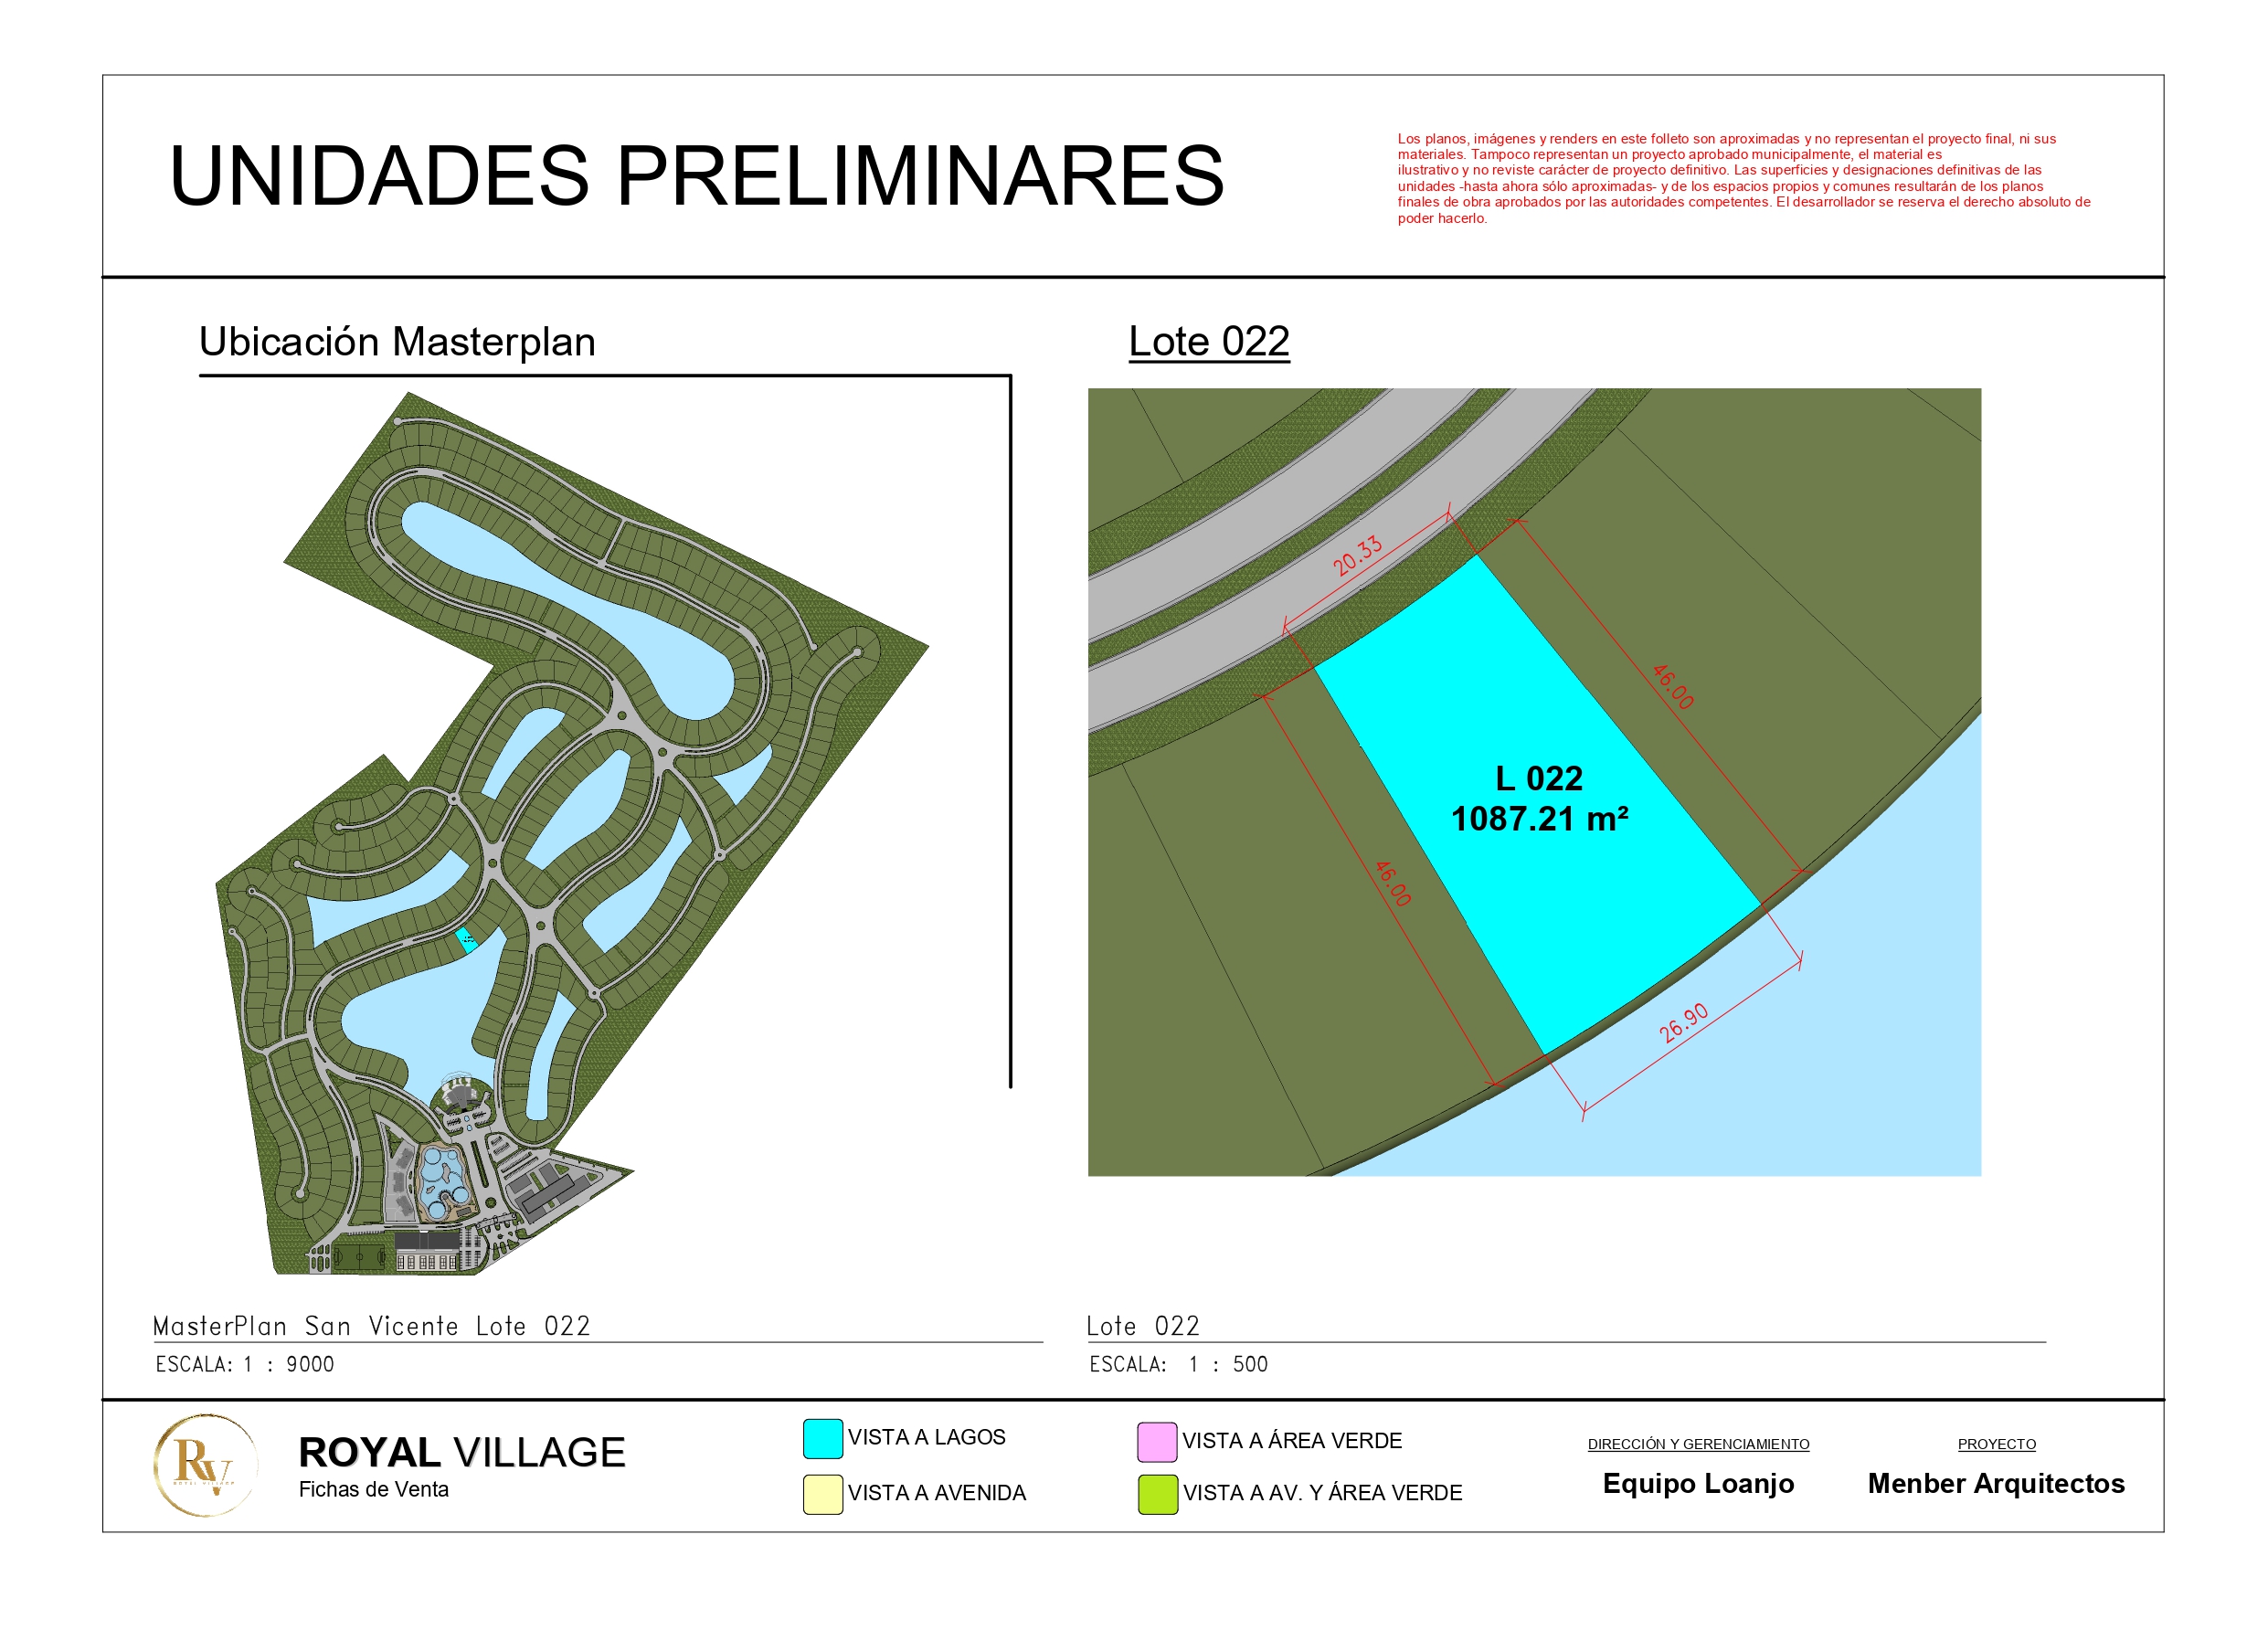 UNIDADES PRELIMINARES
Los planos, imágenes y renders en este folleto son aproximadas y no representan el proyecto final, ni sus
materiales. Tampoco representan un proyecto aprobado municipalmente, el material es
ilustrativo y no reviste carácter de proyecto definitivo. Las superficies y designaciones definitivas de las
unidades -hasta ahora sólo aproximadas- y de los espacios propios y comunes resultarán de los planos
finales de obra aprobados por las autoridades competentes. El desarrollador se reserva el derecho absoluto de
poder hacerlo.
Ubicación Masterplan
Lote 022
20.33
46.00
L 022
1087.21 m²
46.00
26.90
MasterPlan San Vicente Lote 022
ESCALA: 1 : 9000
Lote 022
ESCALA: 1 : 500
RV
ROYAL VILLAGE
ROYAL VILLAGE
Fichas de Venta
VISTA A LAGOS
VISTA A AVENIDA
VISTA A ÁREA VERDE
VISTA A AV. Y ÁREA VERDE
DIRECCIÓN Y GERENCIAMIENTO
Equipo Loanjo
PROYECTO
Menber Arquitectos